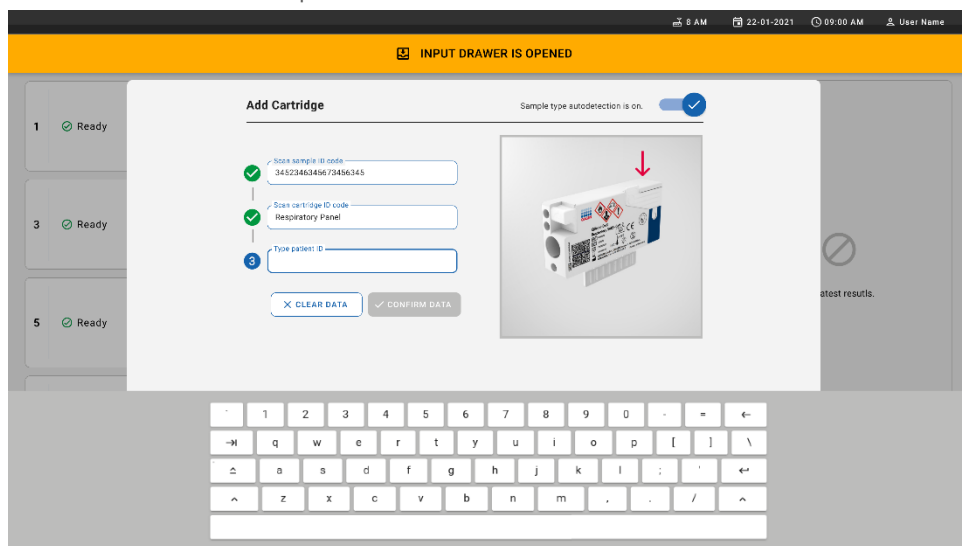 8 AM 22-01-2021 09:00 AM User Name
INPUT DRAWER IS OPENED
Add Cartridge
Sample type autodetection is on.
1 Ready
Scan sample ID code
3452346345673456345
3 Ready
Scan cartridge ID code
Respiratory Panel
Type patient ID
3
CLEAR DATA CONFIRM DATA
atest resutls.
5 Ready
` 1 2 3 4 5 6 7 8 9 0 - =
q w e r t y u i o p [ ] \
a s d f g h j k l ; '
z x c v b n m , . /